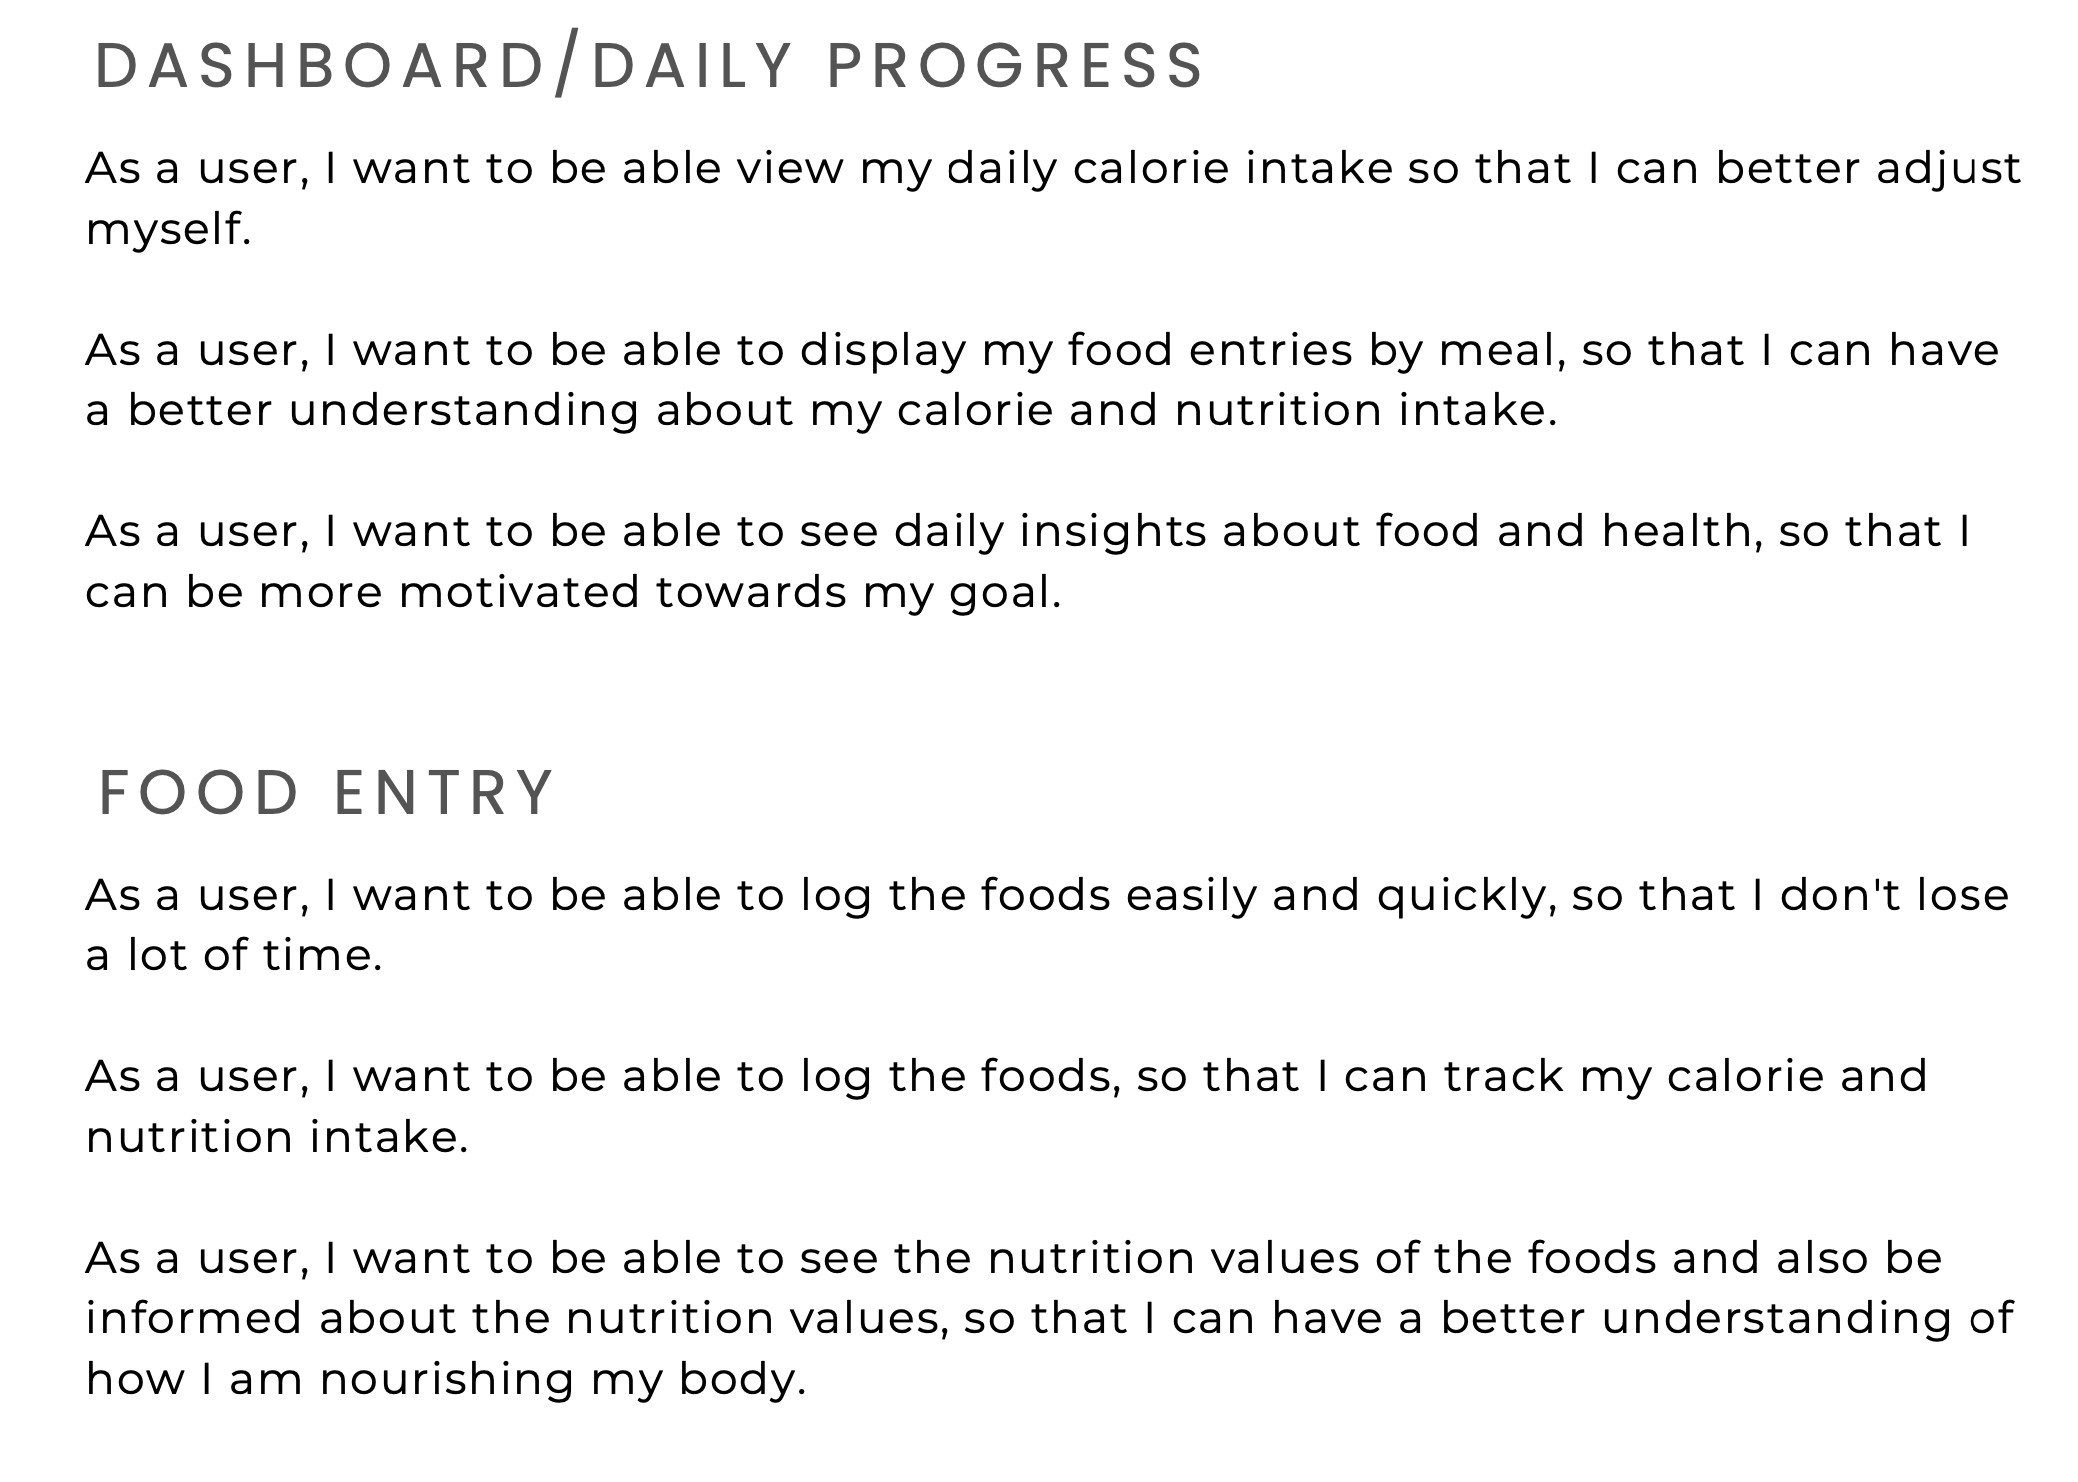 DASHBOARD/DAILY PROGRESS
As a user, I want to be able view my daily calorie intake so that I can better adjust
myself.
As a user, I want to be able to display my food entries by meal, so that I can have
a better understanding about my calorie and nutrition intake.
As a user, I want to be able to see daily insights about food and health, so that I
can be more motivated towards my goal.
FOOD ENTRY
As a user, I want to be able to log the foods easily and quickly, so that I don't lose
a lot of time.
As a user, I want to be able to log the foods, so that I can track my calorie and
nutrition intake.
As a user, I want to be able to see the nutrition values of the foods and also be
informed about the nutrition values, so that I can have a better understanding of
how I am nourishing my body.